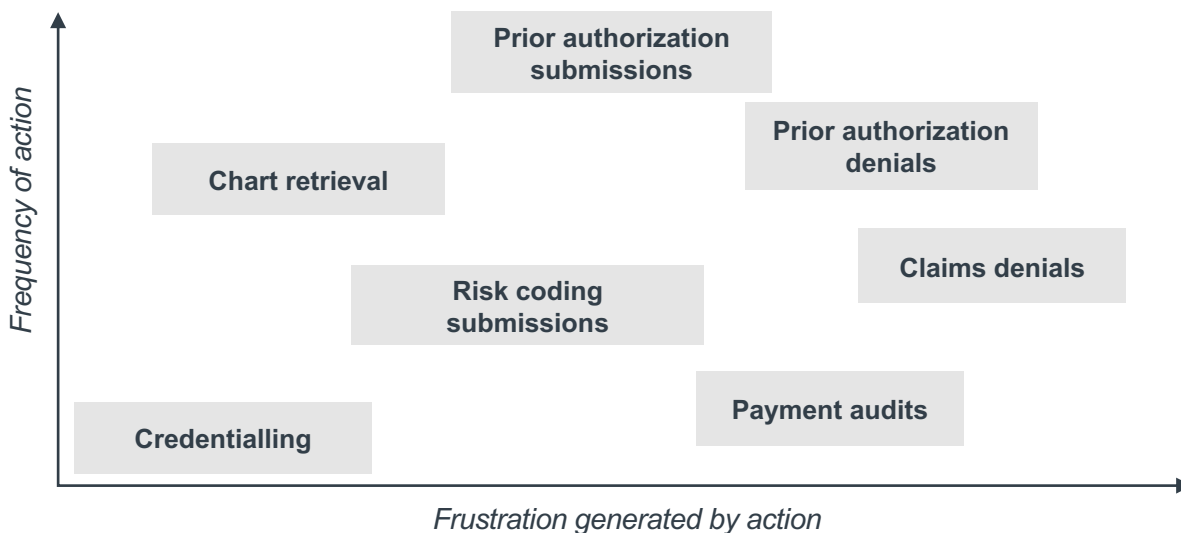 Frequency of action
Prior authorization
submissions
Prior authorization
denials
Chart retrieval
Claims denials
Risk coding
submissions
Payment audits
Credentialling
Frustration generated by action